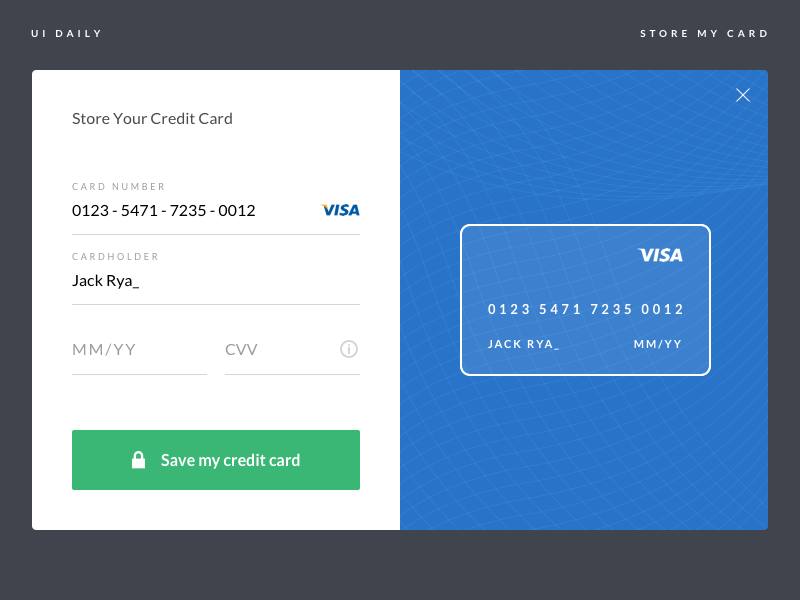 UI DAILY
STORE MY CARD
Store Your Credit Card
CARD NUMBER
0123 - 5471 - 7235 - 0012
VISA
CARDHOLDER
Jack Rya_
MM/YY
CVV
Save my credit card
VISA
0123 5471 7235 0012
JACK RYA_
MM/YY